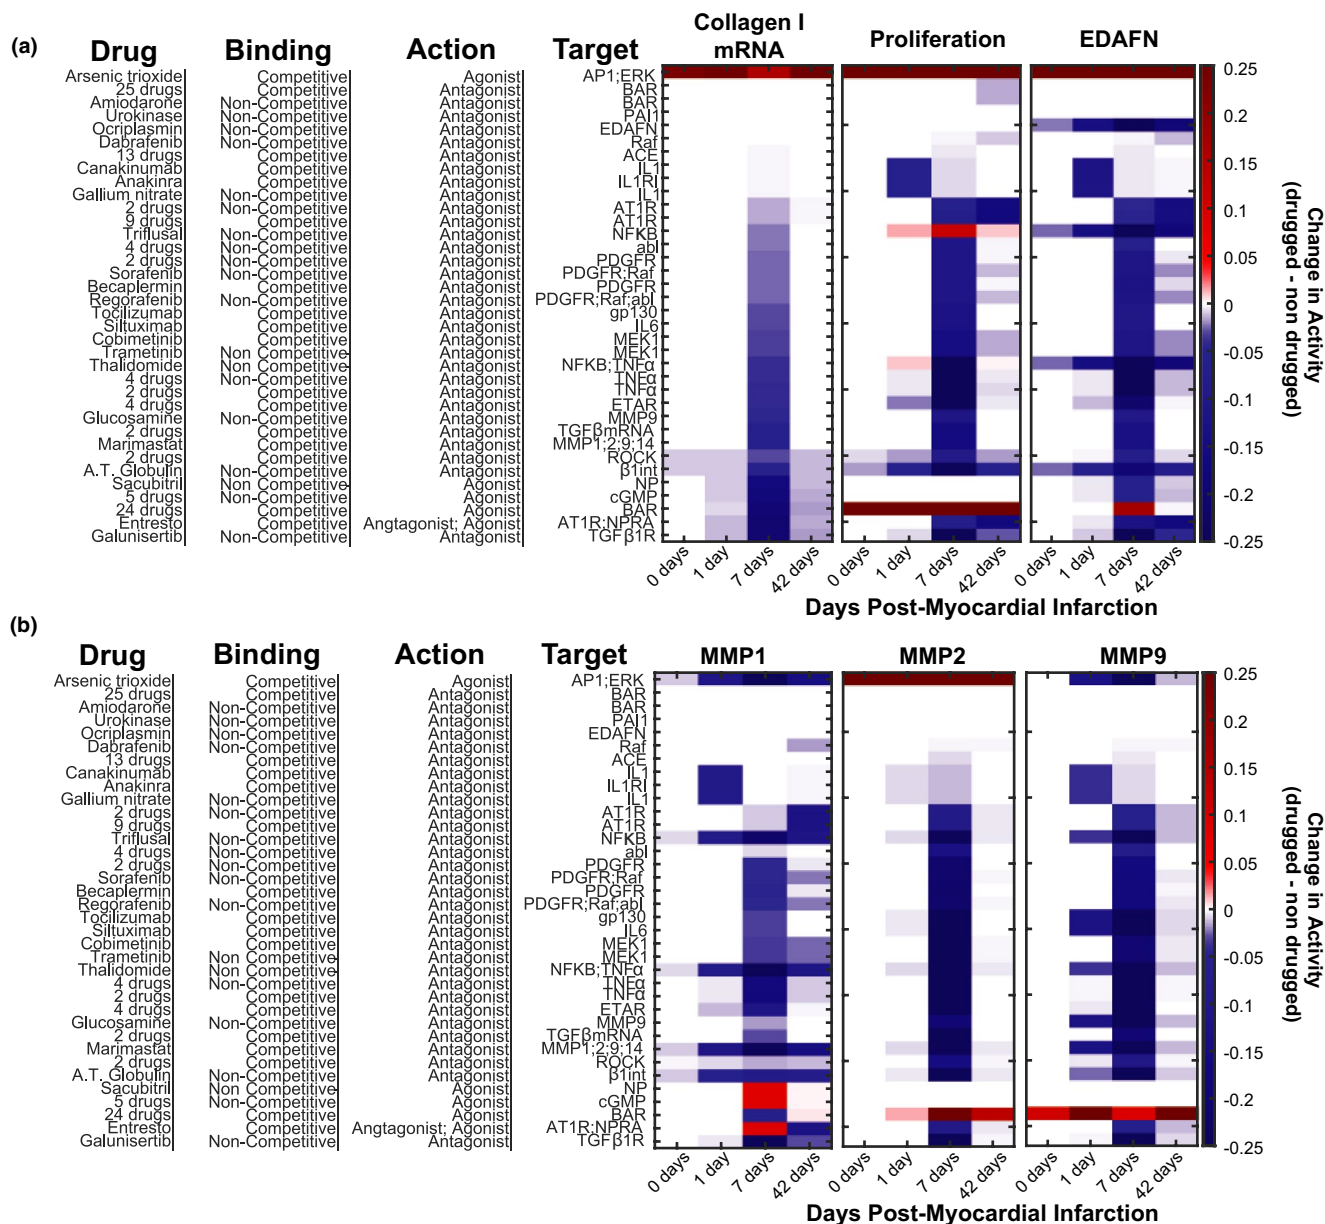 (a)
Drug Binding Action Target Collagen I mRNA Proliferation EDAFN
Arsenic trioxide Competitive Agonist AP1;ERK
25 drugs Competitive Antagonist BAR
Amiodarone Non-Competitive Antagonist BAR
Urokinase Non-Competitive Antagonist PAI1
Ocriplasmin Non-Competitive Antagonist EDAFN
Dabrafenib Non-Competitive Antagonist Raf
13 drugs Competitive Antagonist ACE
Canakinumab Competitive Antagonist IL1
Anakinra Competitive Antagonist IL1RI
Gallium nitrate Non-Competitive Antagonist IL1
2 drugs Non-Competitive Antagonist AT1R
9 drugs Competitive Antagonist AT1R
Triflusal Non-Competitive Antagonist NFKB
4 drugs Non-Competitive Antagonist abl
2 drugs Non-Competitive Antagonist PDGFR
Sorafenib Non-Competitive Antagonist PDGFR;Raf
Becaplermin Competitive Antagonist PDGFR
Regorafenib Non-Competitive Antagonist PDGFR;Raf;abl
Tocilizumab Competitive Antagonist gp130
Siltuximab Competitive Antagonist IL6
Cobimetinib Competitive Antagonist MEK1
Trametinib Non Competitive- Antagonist MEK1
Thalidomide Non Competitive- Antagonist NFKB;TNFα
4 drugs Non-Competitive Antagonist TNFα
2 drugs Competitive Antagonist TNFα
4 drugs Competitive Antagonist ETAR
Glucosamine Non-Competitive Antagonist MMP9
2 drugs Competitive Antagonist TGFβmRNA
Marimastat Competitive Antagonist MMP1;2;9;14
2 drugs Competitive Antagonist ROCK
A.T. Globulin Non-Competitive Antagonist β1int
Sacubitril Non Competitive- Agonist NP
5 drugs Non-Competitive Agonist cGMP
24 drugs Competitive Agonist BAR
Entresto Competitive Angtagonist; Agonist AT1R;NPRA
Galunisertib Non-Competitive Antagonist TGFβ1R
0 days 1 day 7 days 42 days 0 days 1 day 7 days 42 days 0 days 1 day 7 days 42 days
Days Post-Myocardial Infarction
0.25
0.2
0.15
0.1
0.05
0
-0.05
-0.1
-0.15
-0.2
-0.25
Change in Activity
(drugged - non drugged)
(b)
Drug Binding Action Target MMP1 MMP2 MMP9
Arsenic trioxide Competitive Agonist AP1;ERK
25 drugs Competitive Antagonist BAR
Amiodarone Non-Competitive Antagonist BAR
Urokinase Non-Competitive Antagonist PAI1
Ocriplasmin Non-Competitive Antagonist EDAFN
Dabrafenib Non-Competitive Antagonist Raf
13 drugs Competitive Antagonist ACE
Canakinumab Competitive Antagonist IL1
Anakinra Competitive Antagonist IL1RI
Gallium nitrate Non-Competitive Antagonist IL1
2 drugs Non-Competitive Antagonist AT1R
9 drugs Competitive Antagonist AT1R
Triflusal Non-Competitive Antagonist NFKB
4 drugs Non-Competitive Antagonist abl
2 drugs Non-Competitive Antagonist PDGFR
Sorafenib Non-Competitive Antagonist PDGFR;Raf
Becaplermin Competitive Antagonist PDGFR
Regorafenib Non-Competitive Antagonist PDGFR;Raf;abl
Tocilizumab Competitive Antagonist gp130
Siltuximab Competitive Antagonist IL6
Cobimetinib Competitive Antagonist MEK1
Trametinib Non Competitive- Antagonist MEK1
Thalidomide Non Competitive- Antagonist NFKB;TNFα
4 drugs Non-Competitive Antagonist TNFα
2 drugs Competitive Antagonist TNFα
4 drugs Competitive Antagonist ETAR
Glucosamine Non-Competitive Antagonist MMP9
2 drugs Competitive Antagonist TGFβmRNA
Marimastat Competitive Antagonist MMP1;2;9;14
2 drugs Competitive Antagonist ROCK
A.T. Globulin Non-Competitive Antagonist β1int
Sacubitril Non Competitive- Agonist NP
5 drugs Non-Competitive Agonist cGMP
24 drugs Competitive Agonist BAR
Entresto Competitive Angtagonist; Agonist AT1R;NPRA
Galunisertib Non-Competitive Antagonist TGFβ1R
0 days 1 day 7 days 42 days 0 days 1 day 7 days 42 days 0 days 1 day 7 days 42 days
Days Post-Myocardial Infarction
0.25
0.2
0.15
0.1
0.05
0
-0.05
-0.1
-0.15
-0.2
-0.25
Change in Activity
(drugged - non drugged)